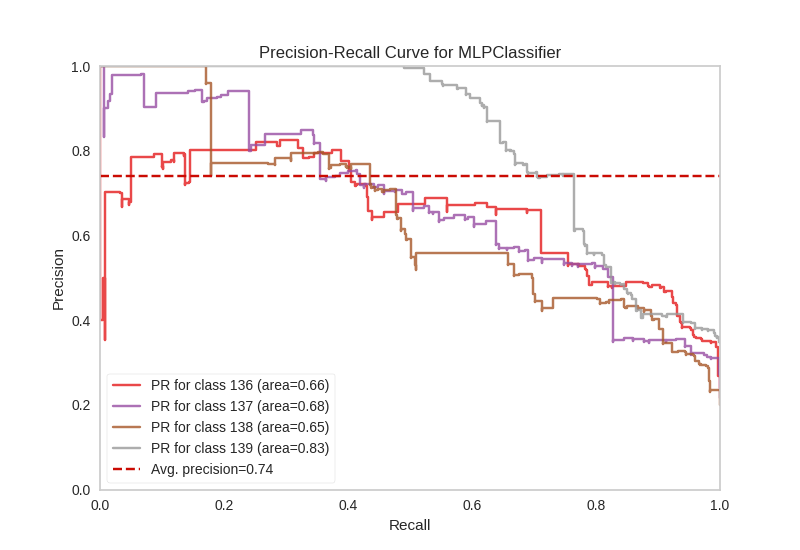 Precision-Recall Curve for MLPClassifier
Precision
1.0
0.8
0.6
0.4
0.2
0.0
PR for class 136 (area=0.66)
PR for class 137 (area=0.68)
PR for class 138 (area=0.65)
PR for class 139 (area=0.83)
Avg. precision=0.74
0.0 0.2 0.4 0.6 0.8 1.0
Recall